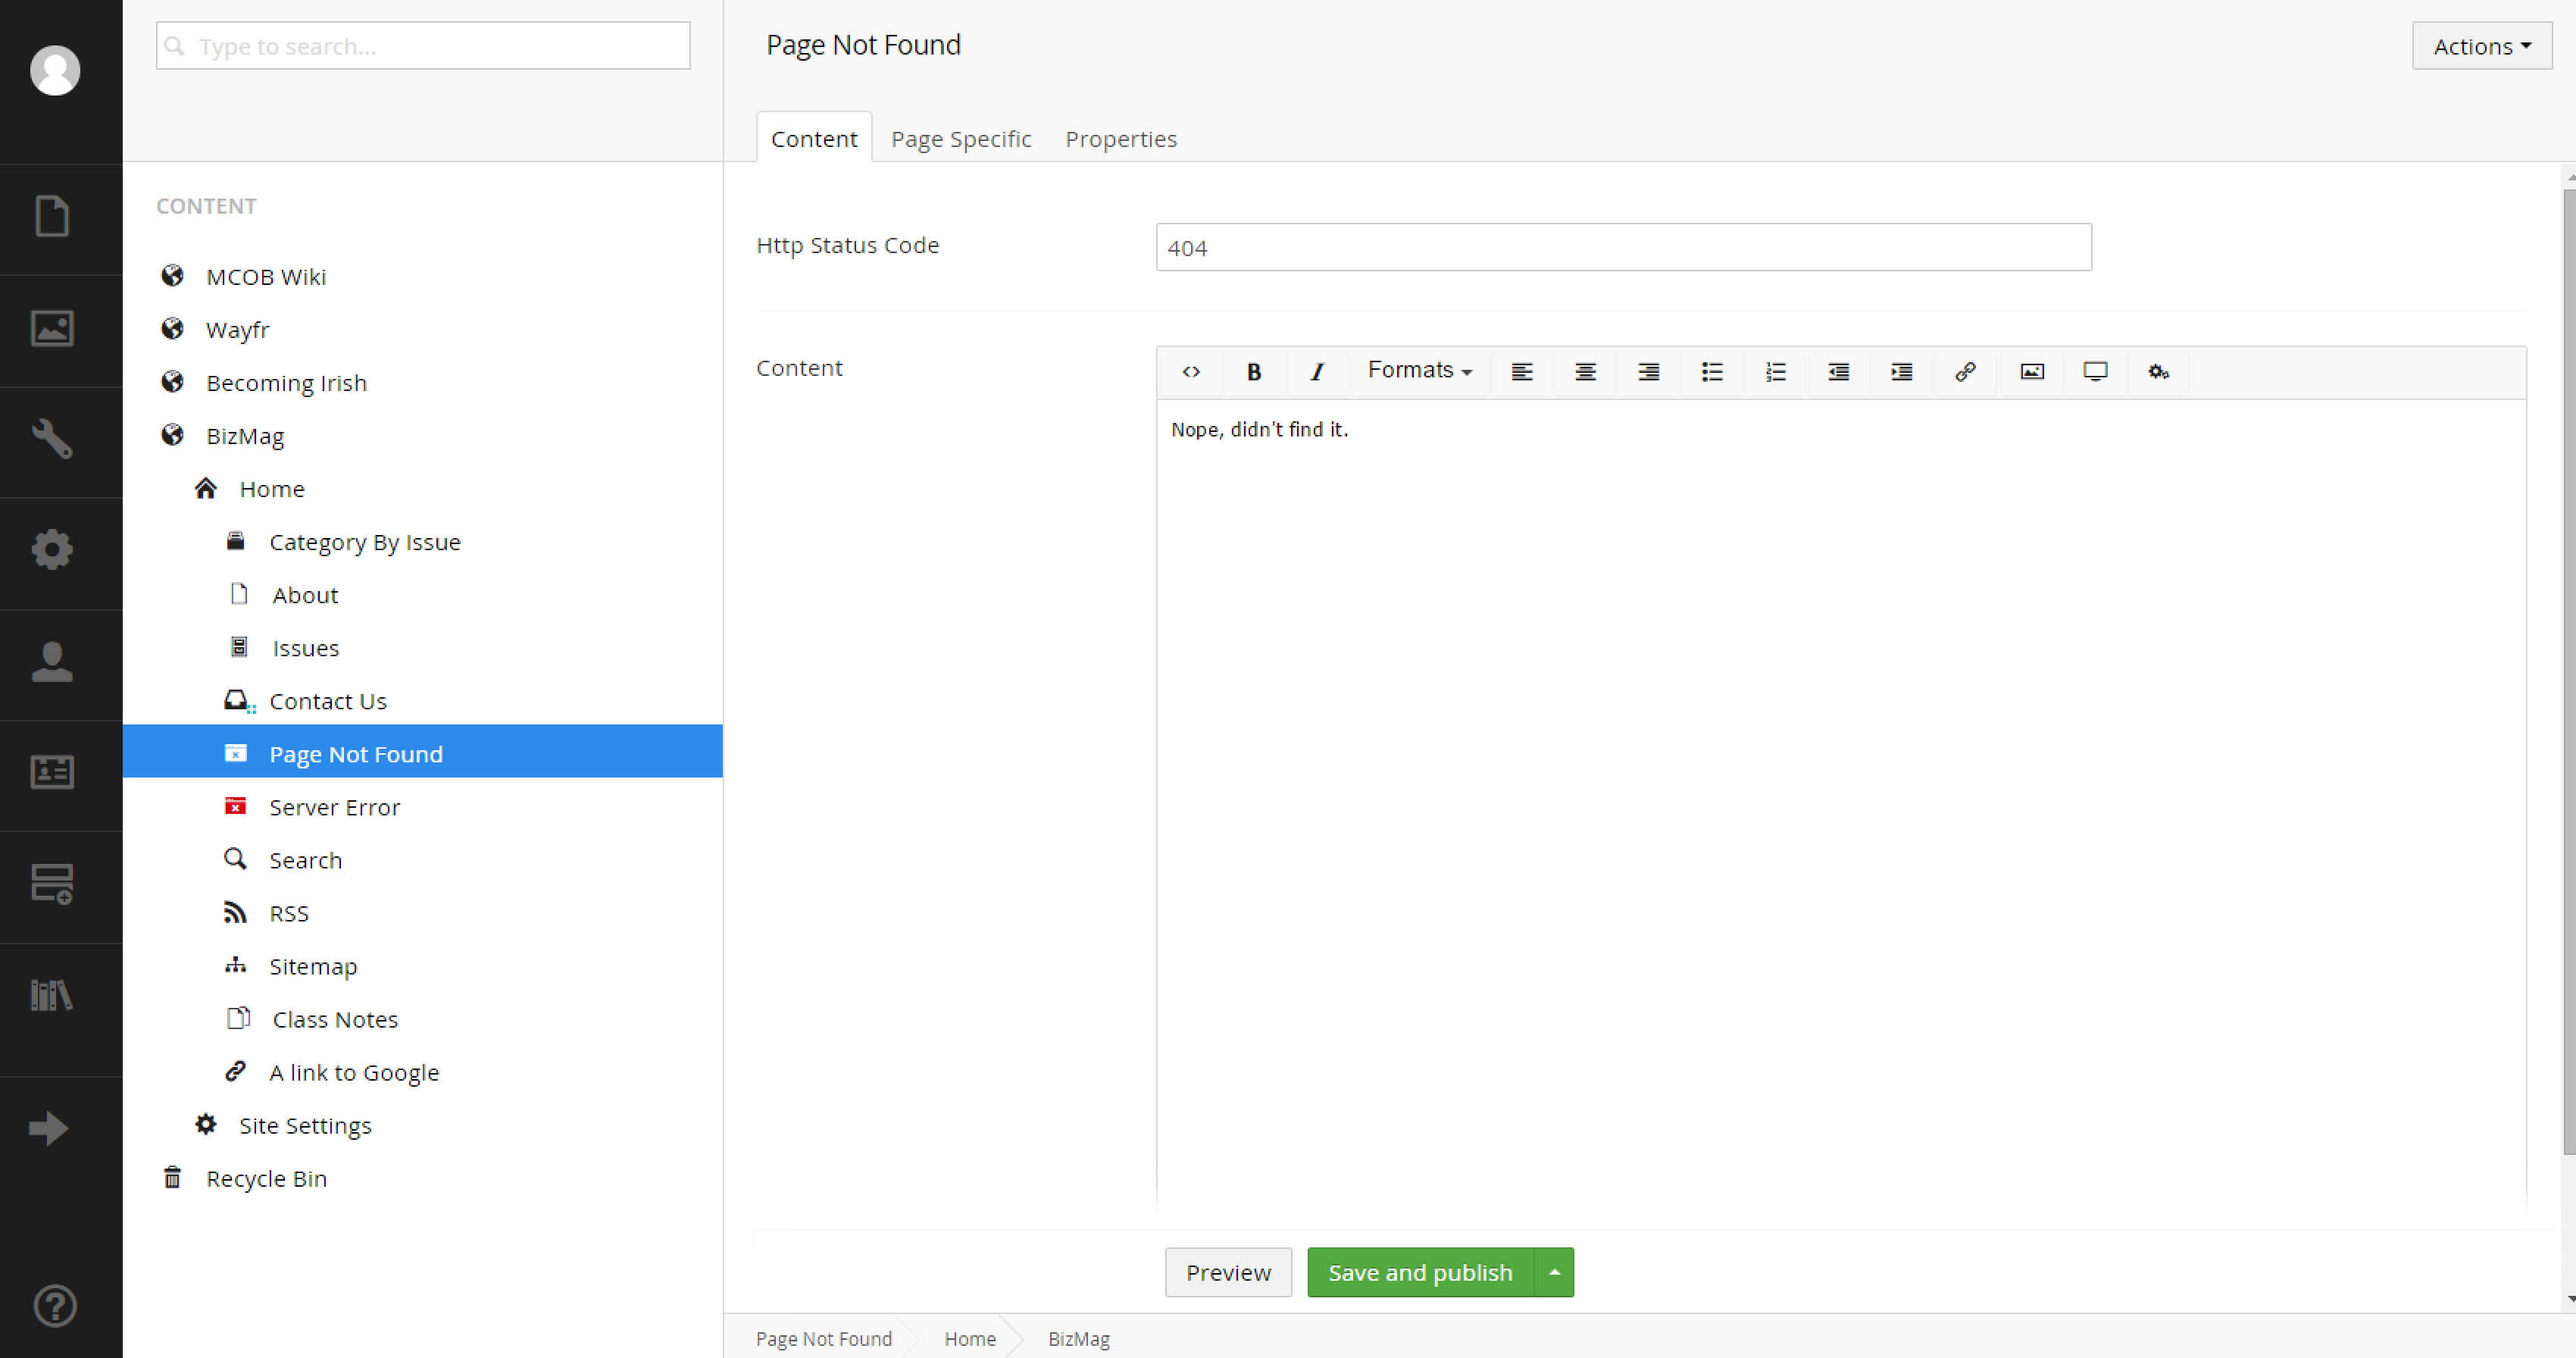 Type to search...
CONTENT
MCOB Wiki
Wayfr
Becoming Irish
BizMag
Home
Category By Issue
About
Issues
Contact Us
Page Not Found
Server Error
Search
RSS
Sitemap
Class Notes
A link to Google
Site Settings
Recycle Bin
Page Not Found
Actions
Content Page Specific Properties
Http Status Code 404
Content
Formats
Nope, didn't find it.
Preview Save and publish
Page Not Found Home BizMag